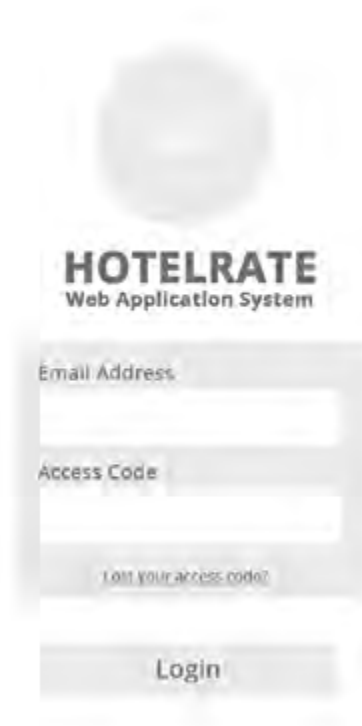 HOTELRATE
Web Application System
Email Address
Access Code
Lost your access code?
Login